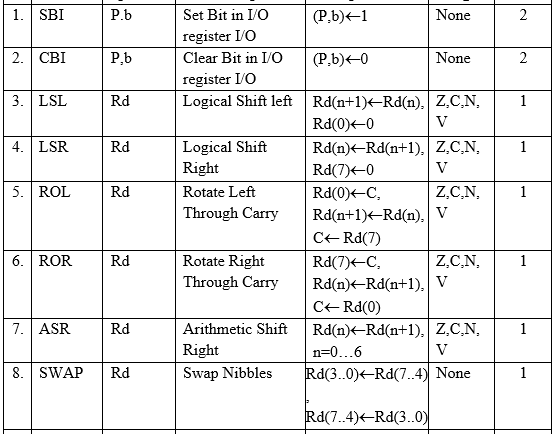 1. SBI P.b Set Bit in I/O (P,b)←1 None 2
register I/O
2. CBI P,b Clear Bit in I/O (P,b)←0 None 2
register I/O
3. LSL Rd Logical Shift left Rd(n+1)←Rd(n), Z,C,N, 1
Rd(0)←0 V
4. LSR Rd Logical Shift Rd(n)←Rd(n+1), Z,C,N, 1
Right Rd(7)←0 V
5. ROL Rd Rotate Left Rd(0)←C, Z,C,N, 1
Through Carry Rd(n+1)←Rd(n), V
C← Rd(7)
6. ROR Rd Rotate Right Rd(7)←C, Z,C,N, 1
Through Carry Rd(n)←Rd(n+1), V
C← Rd(0)
7. ASR Rd Arithmetic Shift Rd(n)←Rd(n+1), Z,C,N, 1
Right n=0…6 V
8. SWAP Rd Swap Nibbles Rd(3..0)←Rd(7..4) None 1
,
Rd(7..4)←Rd(3..0)